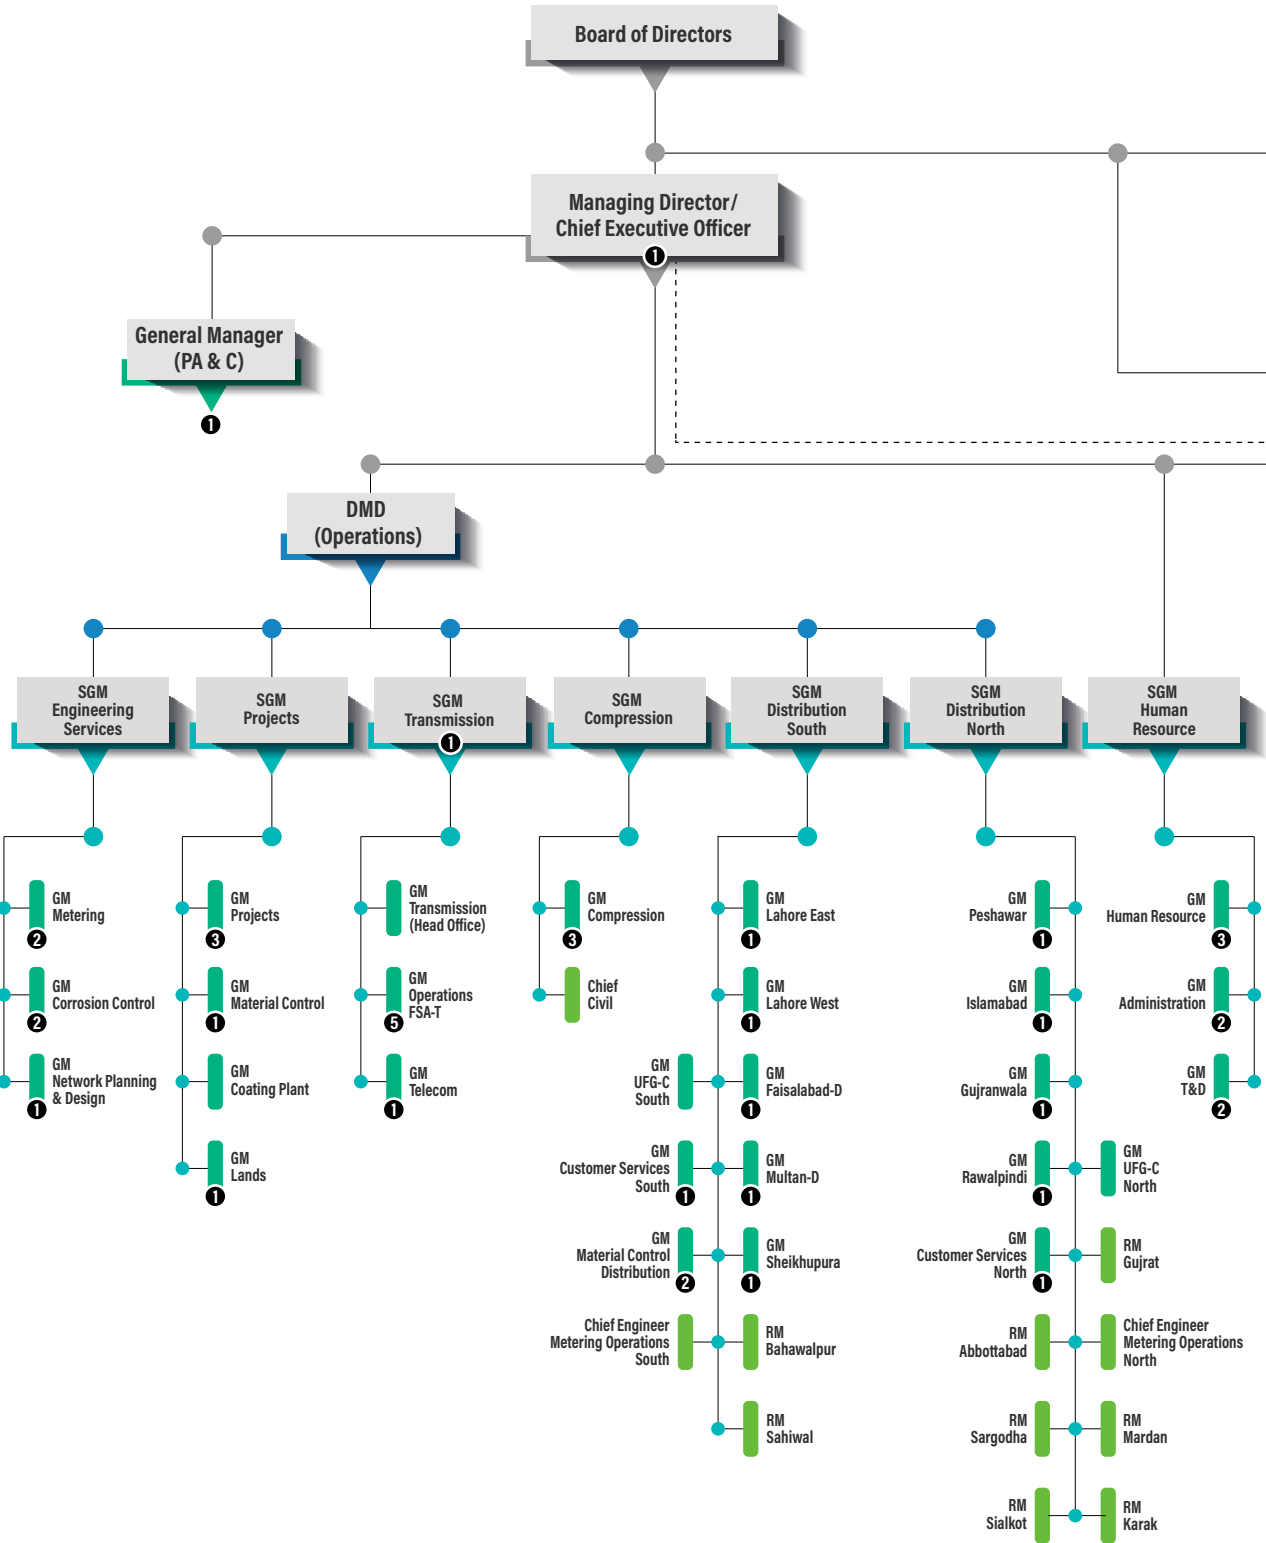 Board of Directors
Managing Director/
Chief Executive Officer
1
General Manager
(PA & C)
1
DMD
(Operations)
SGM
Engineering
Services
SGM
Projects
SGM
Transmission
1
SGM
Compression
SGM
Distribution
South
SGM
Distribution
North
SGM
Human
Resource
GM
Metering
2
GM
Corrosion Control
2
GM
Network Planning
& Design
1
GM
Projects
3
GM
Material Control
1
GM
Coating Plant
GM
Lands
1
GM
Transmission
(Head Office)
GM
Operations
FSA-T
5
GM
Telecom
1
GM
Compression
3
Chief
Civil
GM
Lahore East
1
GM
Lahore West
1
GM
UFG-C
South
GM
Faisalabad-D
1
GM
Customer Services
South
1
GM
Multan-D
1
GM
Material Control
Distribution
2
GM
Sheikhupura
1
Chief Engineer
Metering Operations
South
RM
Bahawalpur
RM
Sahiwal
GM
Peshawar
1
GM
Islamabad
1
GM
Gujranwala
1
GM
Rawalpindi
1
GM
UFG-C
North
GM
Customer Services
North
1
RM
Gujrat
RM
Abbottabad
Chief Engineer
Metering Operations
North
RM
Sargodha
RM
Mardan
RM
Sialkot
RM
Karak
GM
Human Resource
3
GM
Administration
2
GM
T&D
2